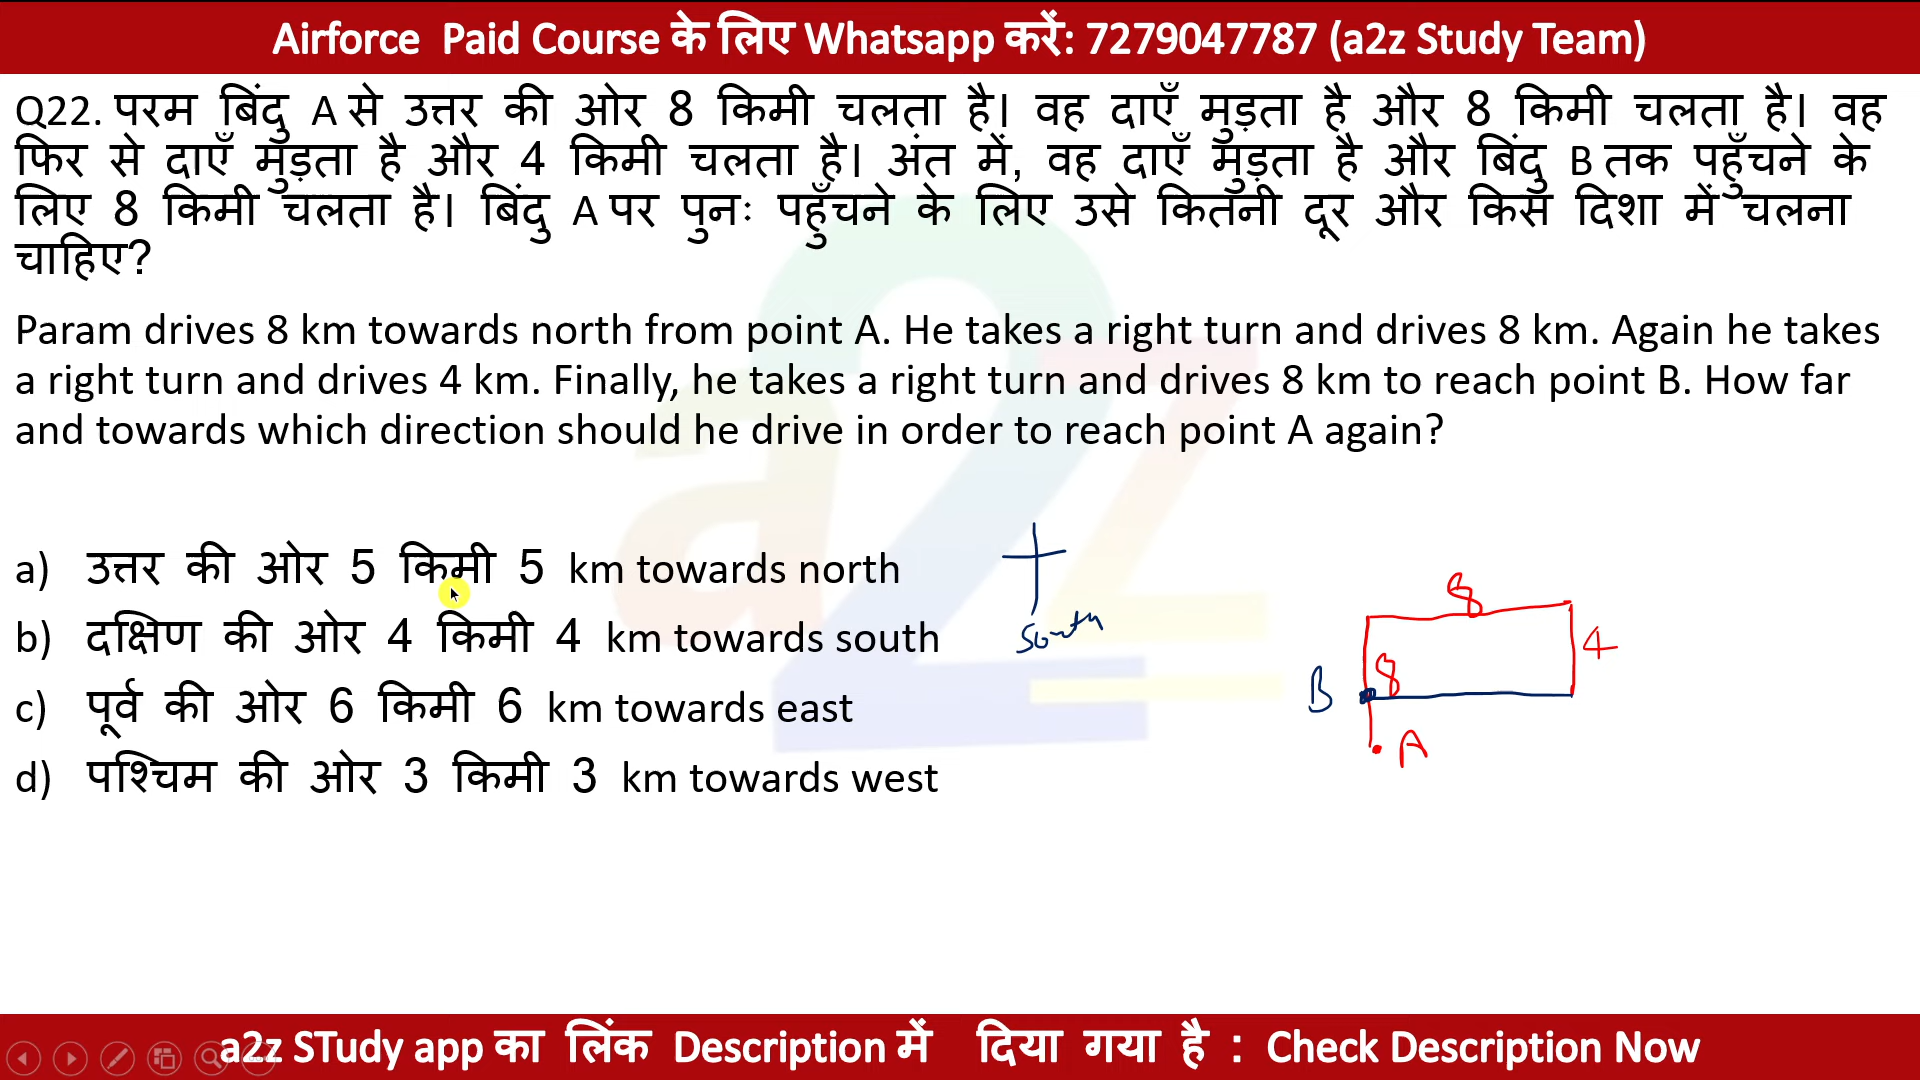 Airforce Paid Course के लिए Whatsapp करें: 7279047787 (a2z Study Team)
Q22. परम बिंदु A से उत्तर की ओर 8 किमी चलता है। वह दाएँ मुड़ता है और 8 किमी चलता है। वह
फिर से दाएँ मुड़ता है और 4 किमी चलता है। अंत में, वह दाएँ मुड़ता है और बिंदु B तक पहुँचने के
लिए 8 किमी चलता है। बिंदु A पर पुनः पहुँचने के लिए उसे कितनी दूर और किस दिशा में चलना
चाहिए?
Param drives 8 km towards north from point A. He takes a right turn and drives 8 km. Again he takes
a right turn and drives 4 km. Finally, he takes a right turn and drives 8 km to reach point B. How far
and towards which direction should he drive in order to reach point A again?
a) उत्तर की ओर 5 किमी 5 km towards north
b) दक्षिण की ओर 4 किमी 4 km towards south
c) पूर्व की ओर 6 किमी 6 km towards east
d) पश्चिम की ओर 3 किमी 3 km towards west
South
8
4
8
B
A
a2z
a2z STudy app का लिंक Description में दिया गया है : Check Description Now